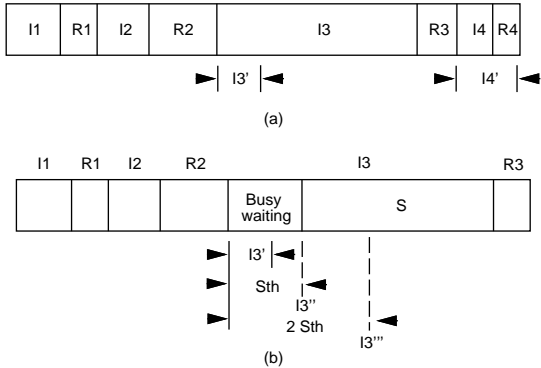 I1 R1 I2 R2 I3 R3 I4 R4
I3' I4'
(a)
I1 R1 I2 R2 I3 R3
Busy
waiting
S
I3'
Sth
I3''
2 Sth
I3'''
(b)